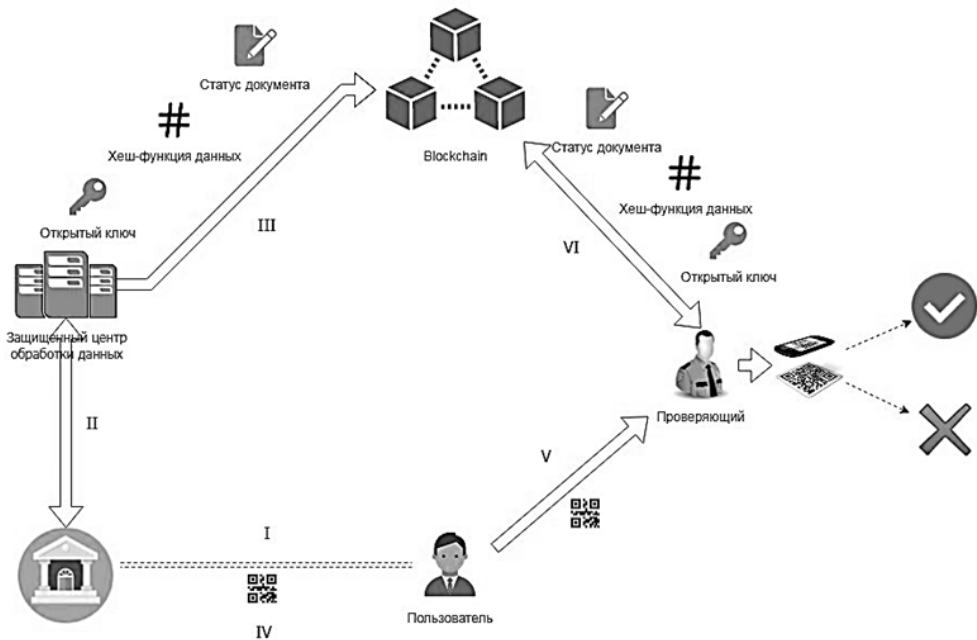 Статус документа
#
Хеш-функция данных
Открытый ключ
III
Защищенный центр
обработки данных
Blockchain
Статус документа
#
Хеш-функция данных
VI
Открытый ключ
Проверяющий
II
V
I
IV
Пользователь